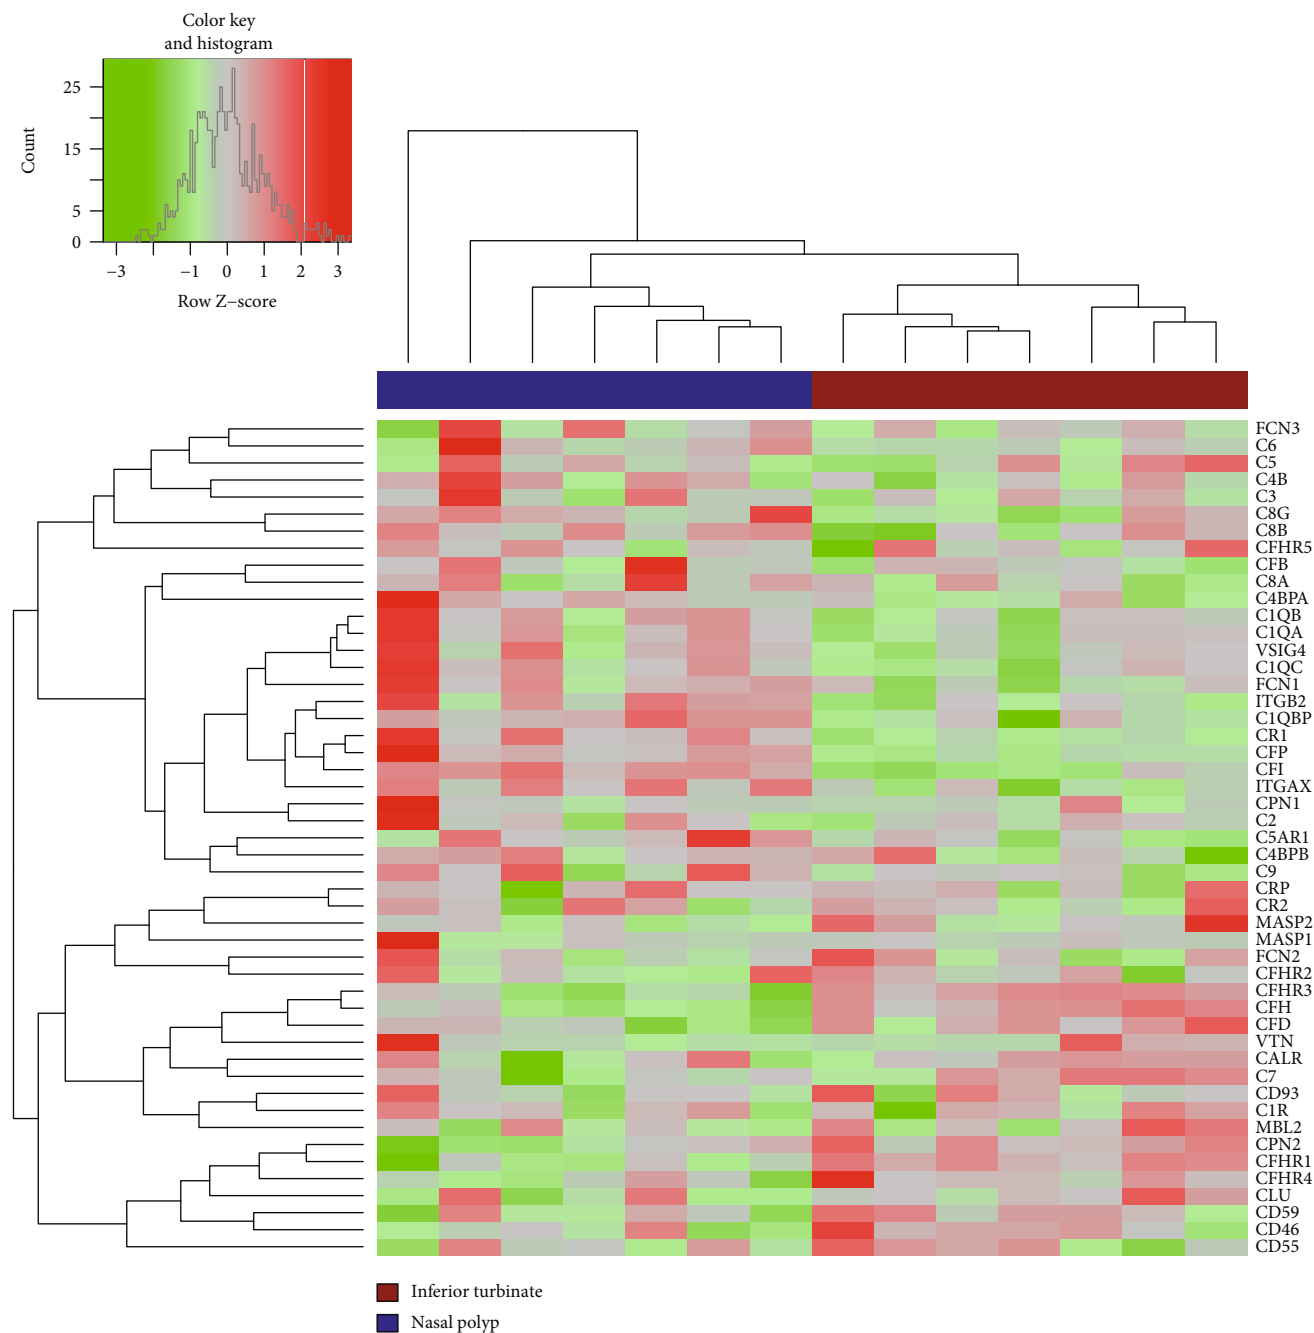 Color key
and histogram
25
15
5
0
Count
−3
−1
0
1
2
3
Row Z−score
FCN3
C6
C5
C4B
C3
C8G
C8B
CFHR5
CFB
C8A
C4BPA
C1QB
C1QA
VSIG4
C1QC
FCN1
ITGB2
C1QBP
CR1
CFP
CFI
ITGAX
CPN1
C2
C5AR1
C4BPB
C9
CRP
CR2
MASP2
MASP1
FCN2
CFHR2
CFHR3
CFH
CFD
VTN
CALR
C7
CD93
C1R
MBL2
CPN2
CFHR1
CFHR4
CLU
CD59
CD46
CD55
Inferior turbinate
Nasal polyp